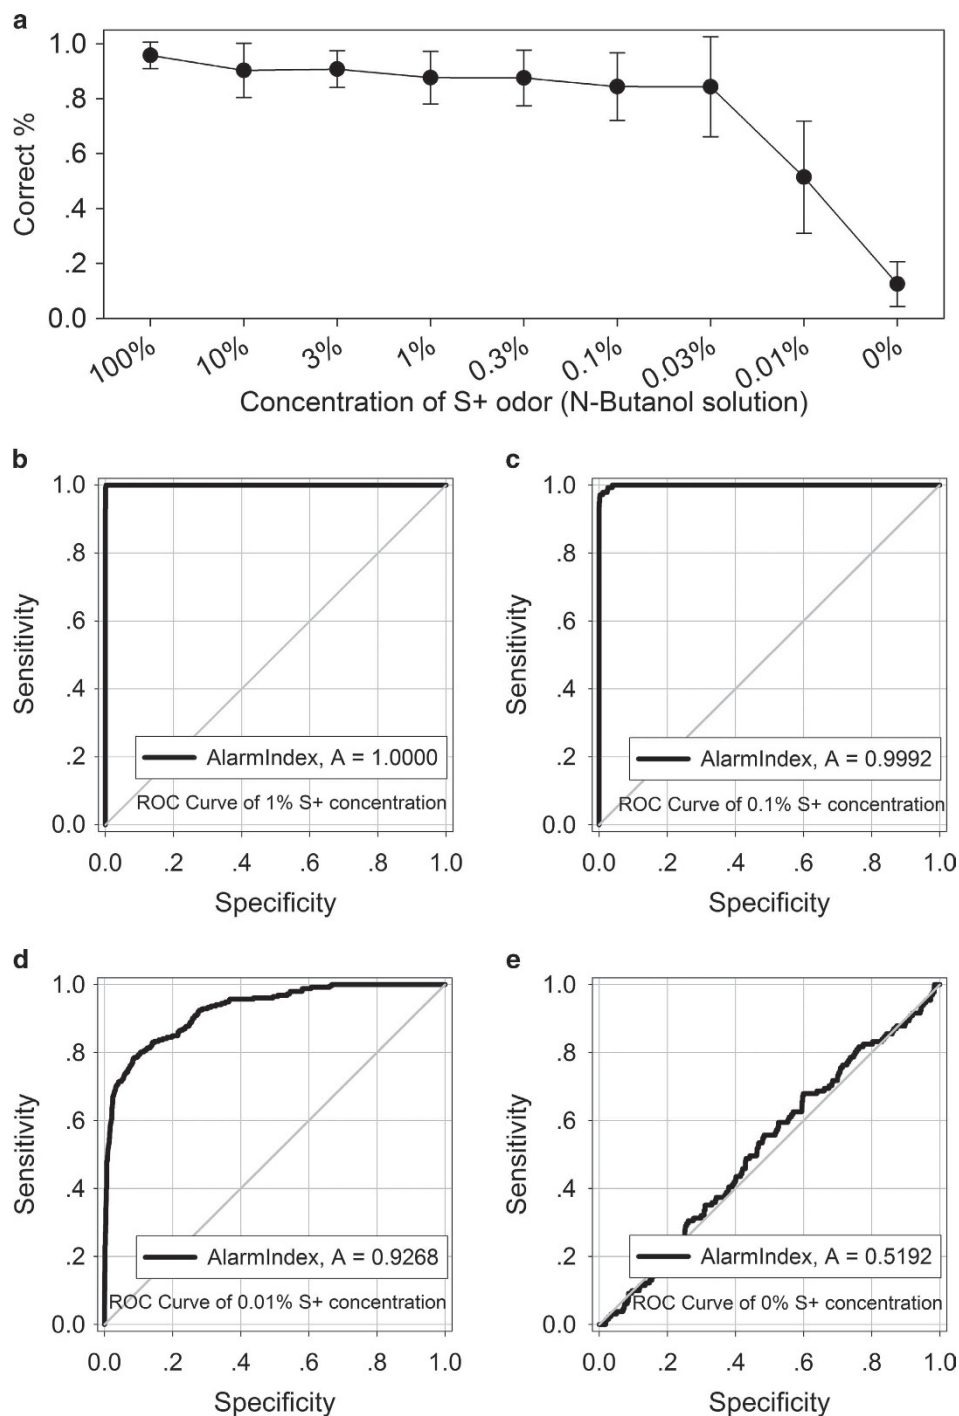 a
1.0
.8
.6
.4
.2
0.0
Correct %
100% 10% 3% 1% 0.3% 0.1% 0.03% 0.01% 0%
Concentration of S+ odor (N-Butanol solution)
b
1.0
.8
.6
.4
.2
0.0
Sensitivity
AlarmIndex, A = 1.0000
ROC Curve of 1% S+ concentration
0.0 .2 .4 .6 .8 1.0
Specificity
c
1.0
.8
.6
.4
.2
0.0
Sensitivity
AlarmIndex, A = 0.9992
ROC Curve of 0.1% S+ concentration
0.0 .2 .4 .6 .8 1.0
Specificity
d
1.0
.8
.6
.4
.2
0.0
Sensitivity
AlarmIndex, A = 0.9268
ROC Curve of 0.01% S+ concentration
0.0 .2 .4 .6 .8 1.0
Specificity
e
1.0
.8
.6
.4
.2
0.0
Sensitivity
AlarmIndex, A = 0.5192
ROC Curve of 0% S+ concentration
0.0 .2 .4 .6 .8 1.0
Specificity